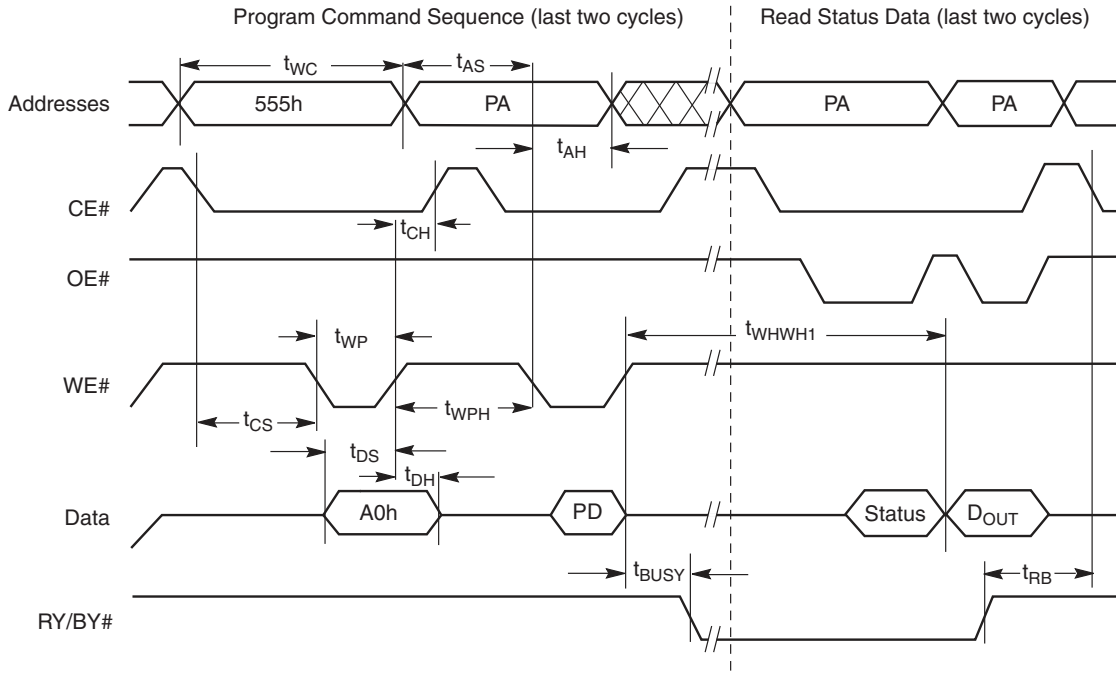 Program Command Sequence (last two cycles)
Read Status Data (last two cycles)
tWC
tAS
Addresses
555h
PA
PA
PA
tAH
CE#
tCH
OE#
tWP
tWHWH1
WE#
tCS
tWPH
tDS
tDH
Data
A0h
PD
Status
DOUT
tBUSY
tRB
RY/BY#